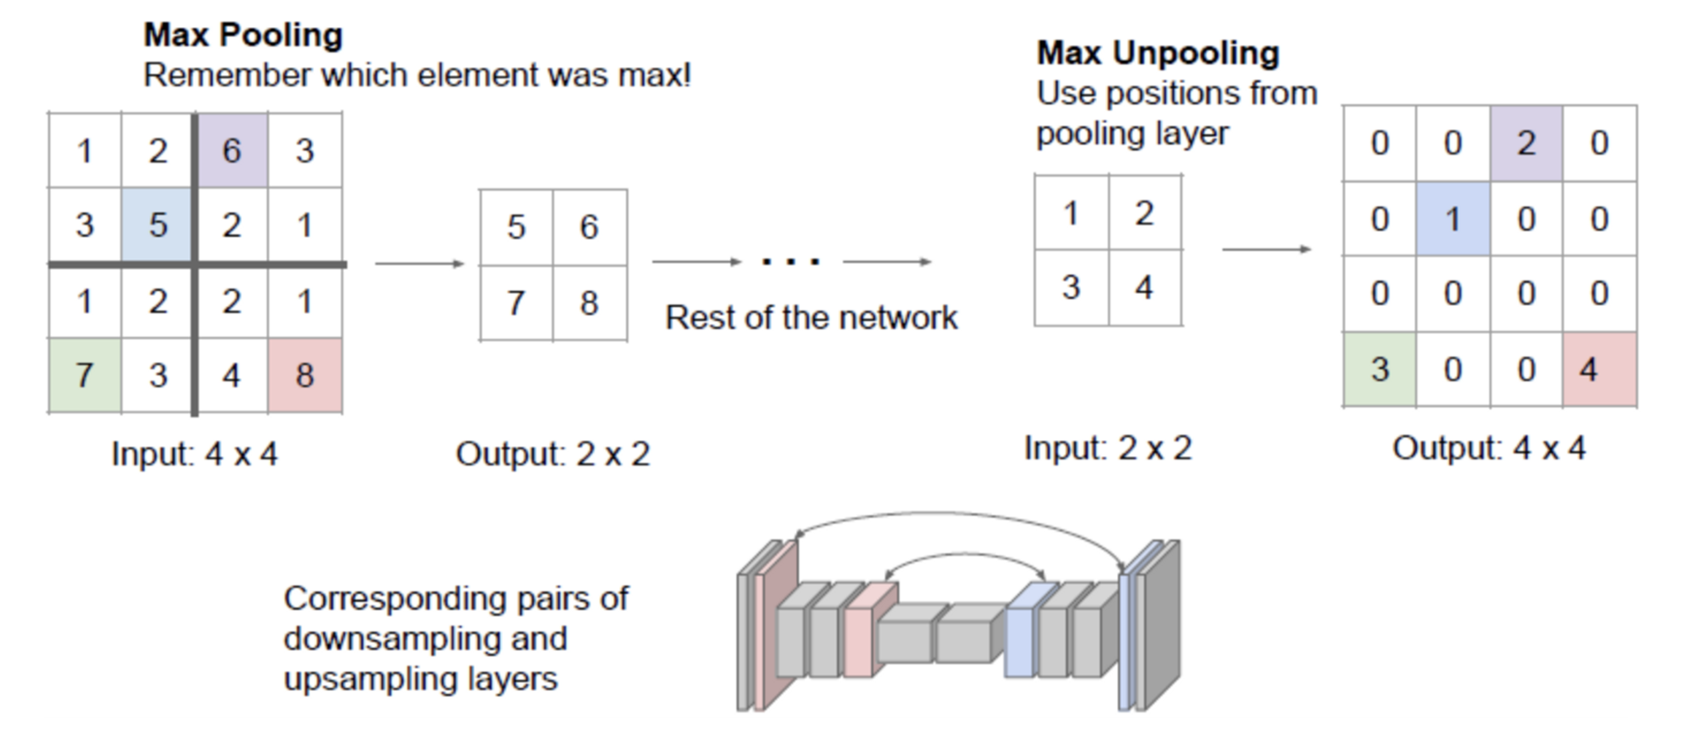 Max Pooling
Remember which element was max!
1 2 6 3
3 5 2 1
1 2 2 1
7 3 4 8
Input: 4 x 4
5 6
7 8
Output: 2 x 2
. . .
Rest of the network
Max Unpooling
Use positions from
pooling layer
1 2
3 4
Input: 2 x 2
0 0 2 0
0 1 0 0
0 0 0 0
3 0 0 4
Output: 4 x 4
Corresponding pairs of
downsampling and
upsampling layers